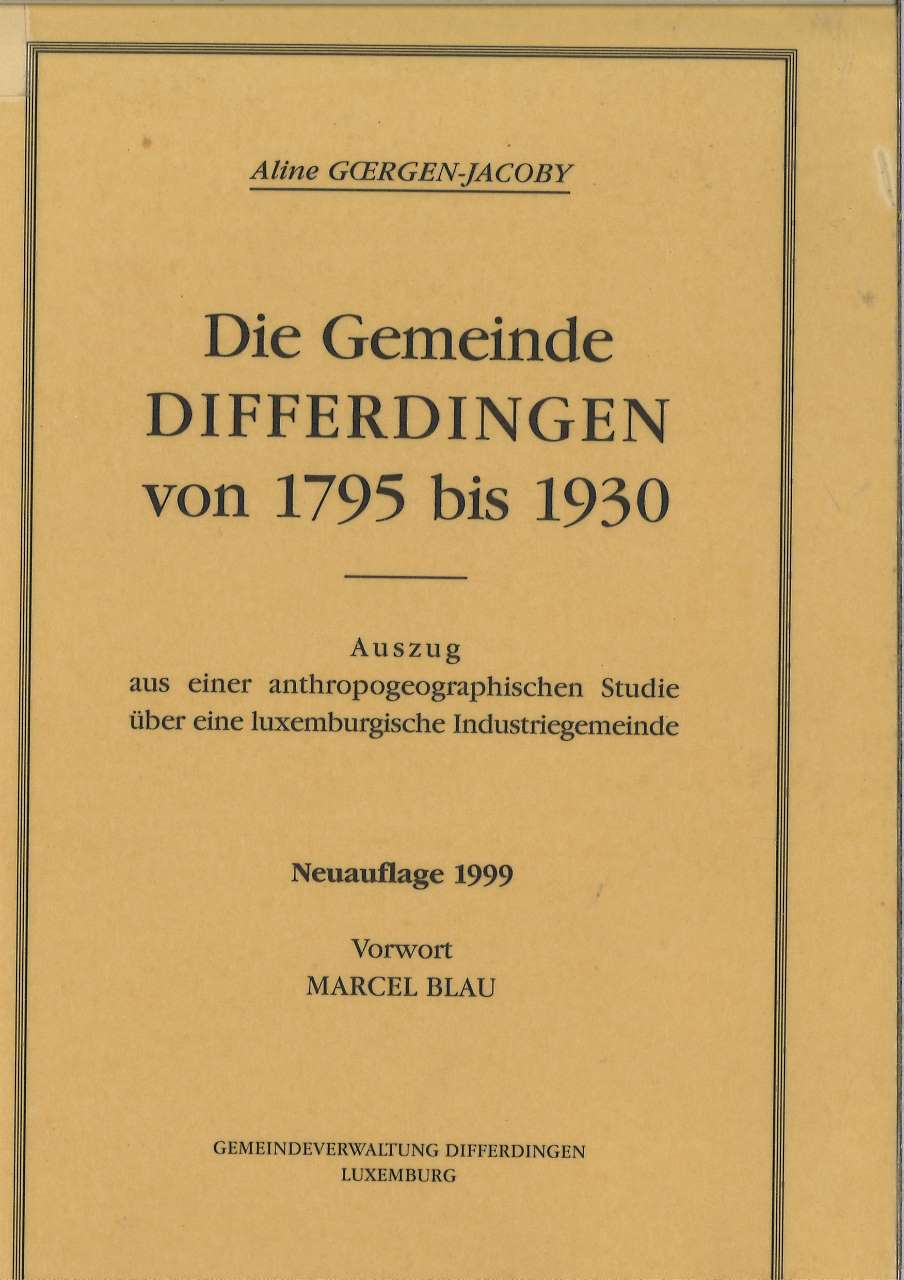 Aline GŒRGEN-JACOBY
Die Gemeinde
DIFFERDINGEN
von 1795 bis 1930
Auszug
aus einer anthropogeographischen Studie
über eine luxemburgische Industriegemeinde
Neuauflage 1999
Vorwort
MARCEL BLAU
GEMEINDEVERWALTUNG DIFFERDINGEN
LUXEMBURG